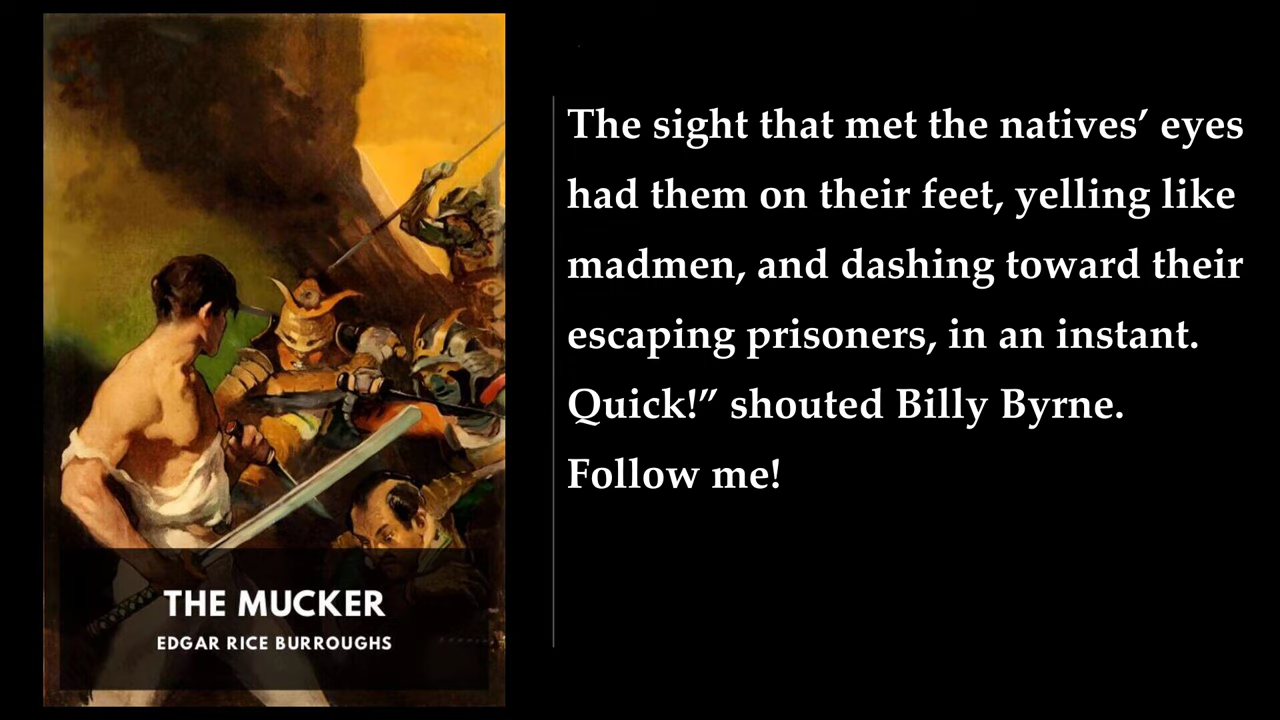 THE MUCKER
EDGAR RICE BURROUGHS
The sight that met the natives’ eyes
had them on their feet, yelling like
madmen, and dashing toward their
escaping prisoners, in an instant.
Quick!” shouted Billy Byrne.
Follow me!